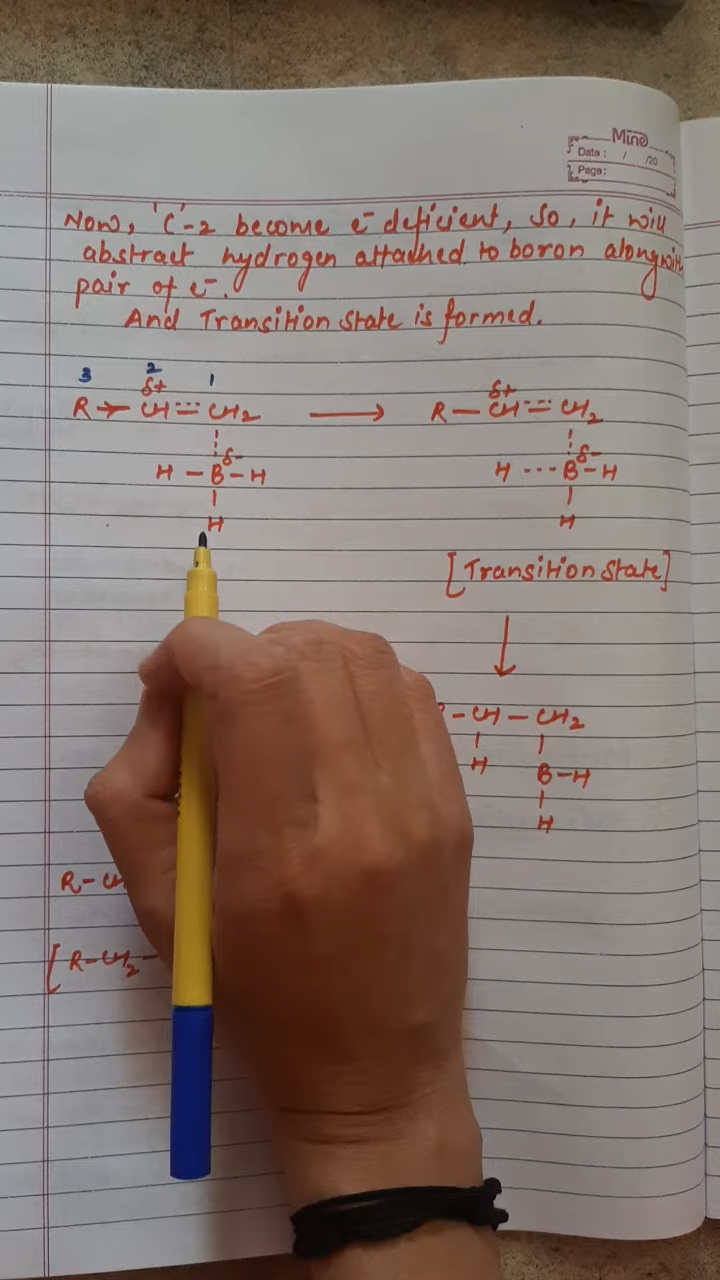 Mino
Date : / /20
Page:
Now, 'C'-2 become e⁻ deficient, So, it will
abstract hydrogen attached to boron along
pair of e⁻.
And Transition State is formed.
3 2 1
δ+ δ+
R → CH ⋯ CH₂ ⟶ R — CH ⋯ CH₂
δ- δ-
H — B — H H ⋯ B — H
H H
[Transition State]
↓
- CH — CH₂
H B — H
H
R - CH
[R - CH₂ -